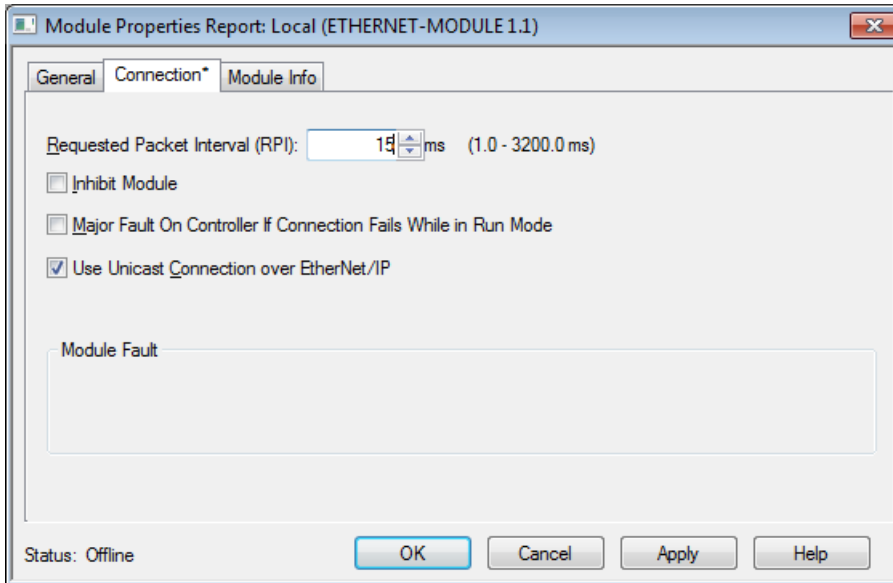 Module Properties Report: Local (ETHERNET-MODULE 1.1)
General Connection* Module Info
Requested Packet Interval (RPI): 15 ms (1.0 - 3200.0 ms)
Inhibit Module
Major Fault On Controller If Connection Fails While in Run Mode
Use Unicast Connection over EtherNet/IP
Module Fault
Status: Offline OK Cancel Apply Help